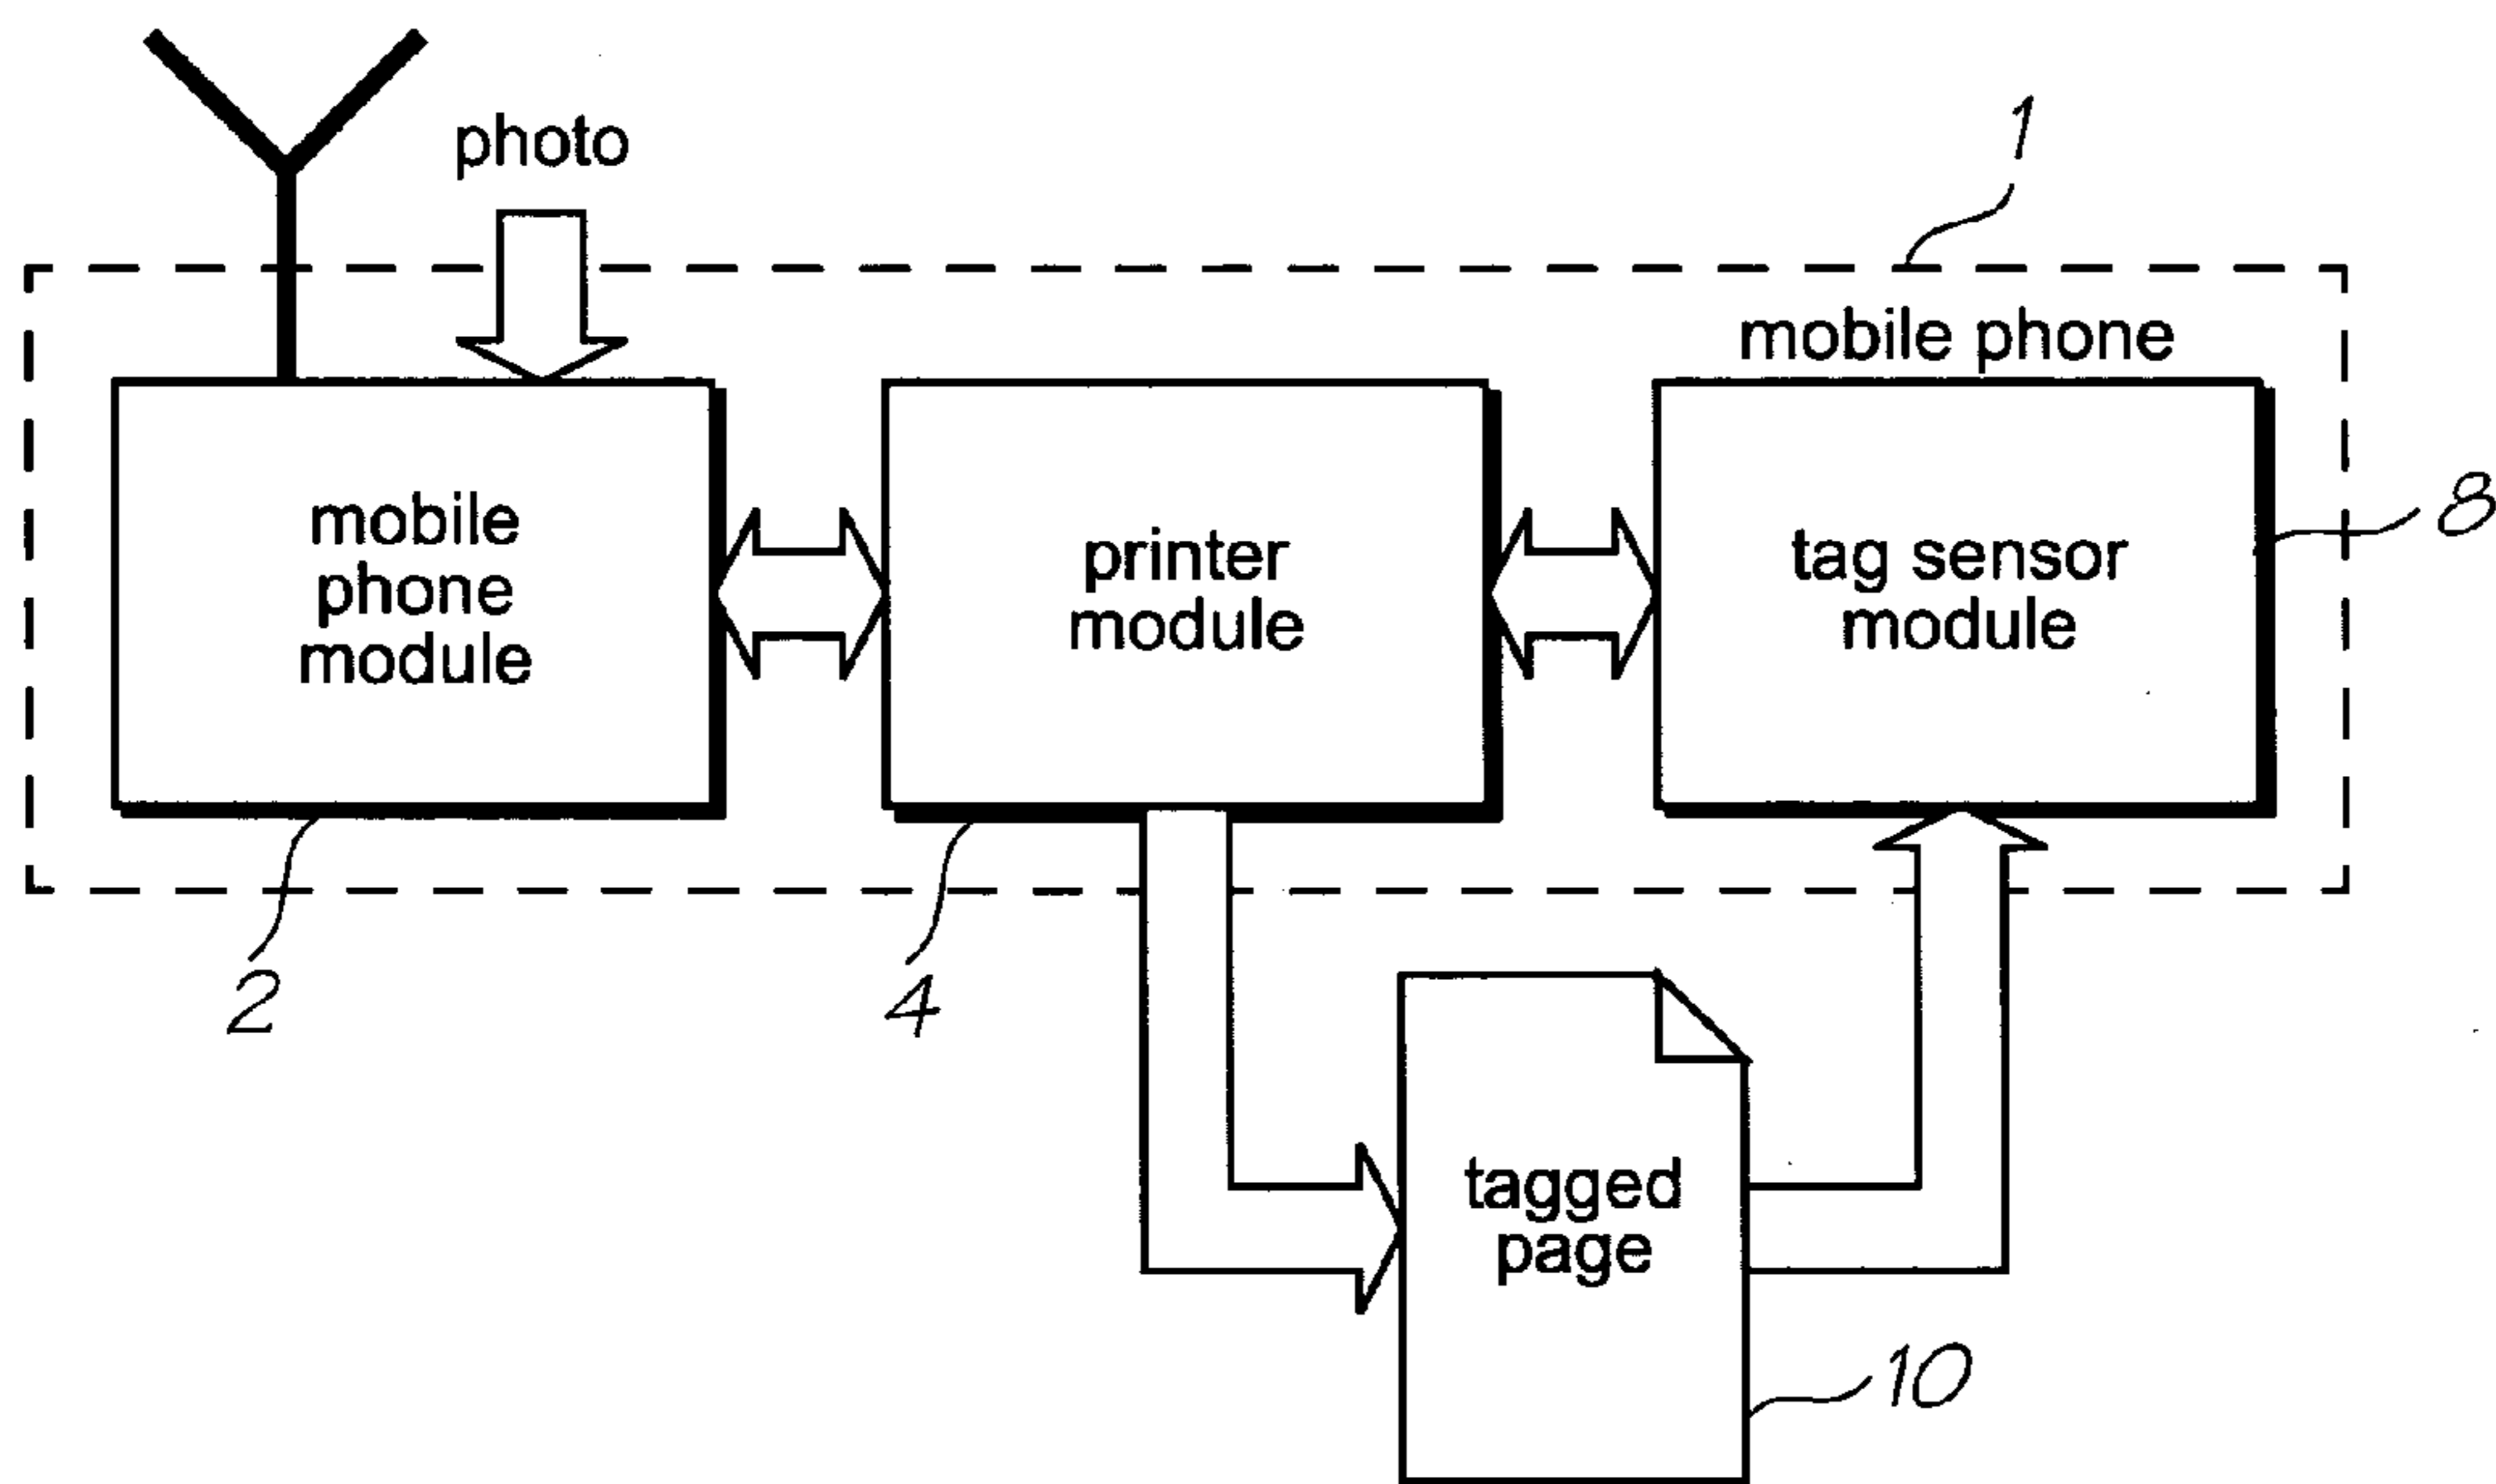 photo
1
mobile phone
mobile
phone
module
printer
module
tag sensor
module
8
2
4
tagged
page
10